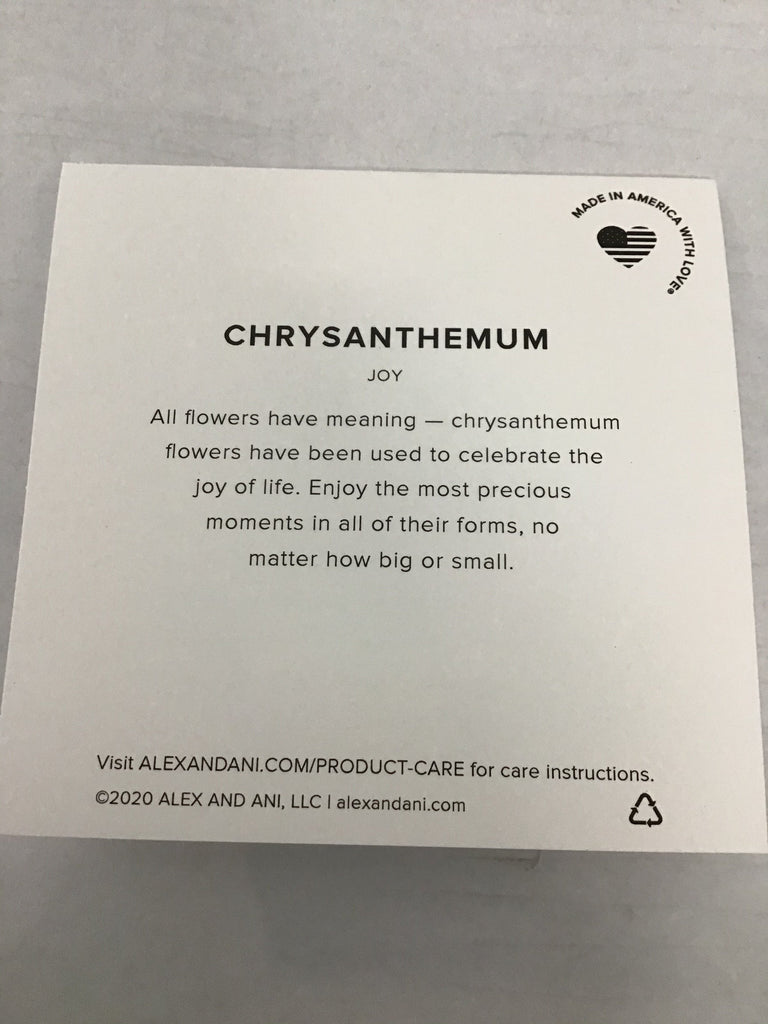 MADE IN AMERICA WITH LOVE®
CHRYSANTHEMUM
JOY
All flowers have meaning — chrysanthemum
flowers have been used to celebrate the
joy of life. Enjoy the most precious
moments in all of their forms, no
matter how big or small.
Visit ALEXANDANI.COM/PRODUCT-CARE for care instructions.
©2020 ALEX AND ANI, LLC | alexandani.com